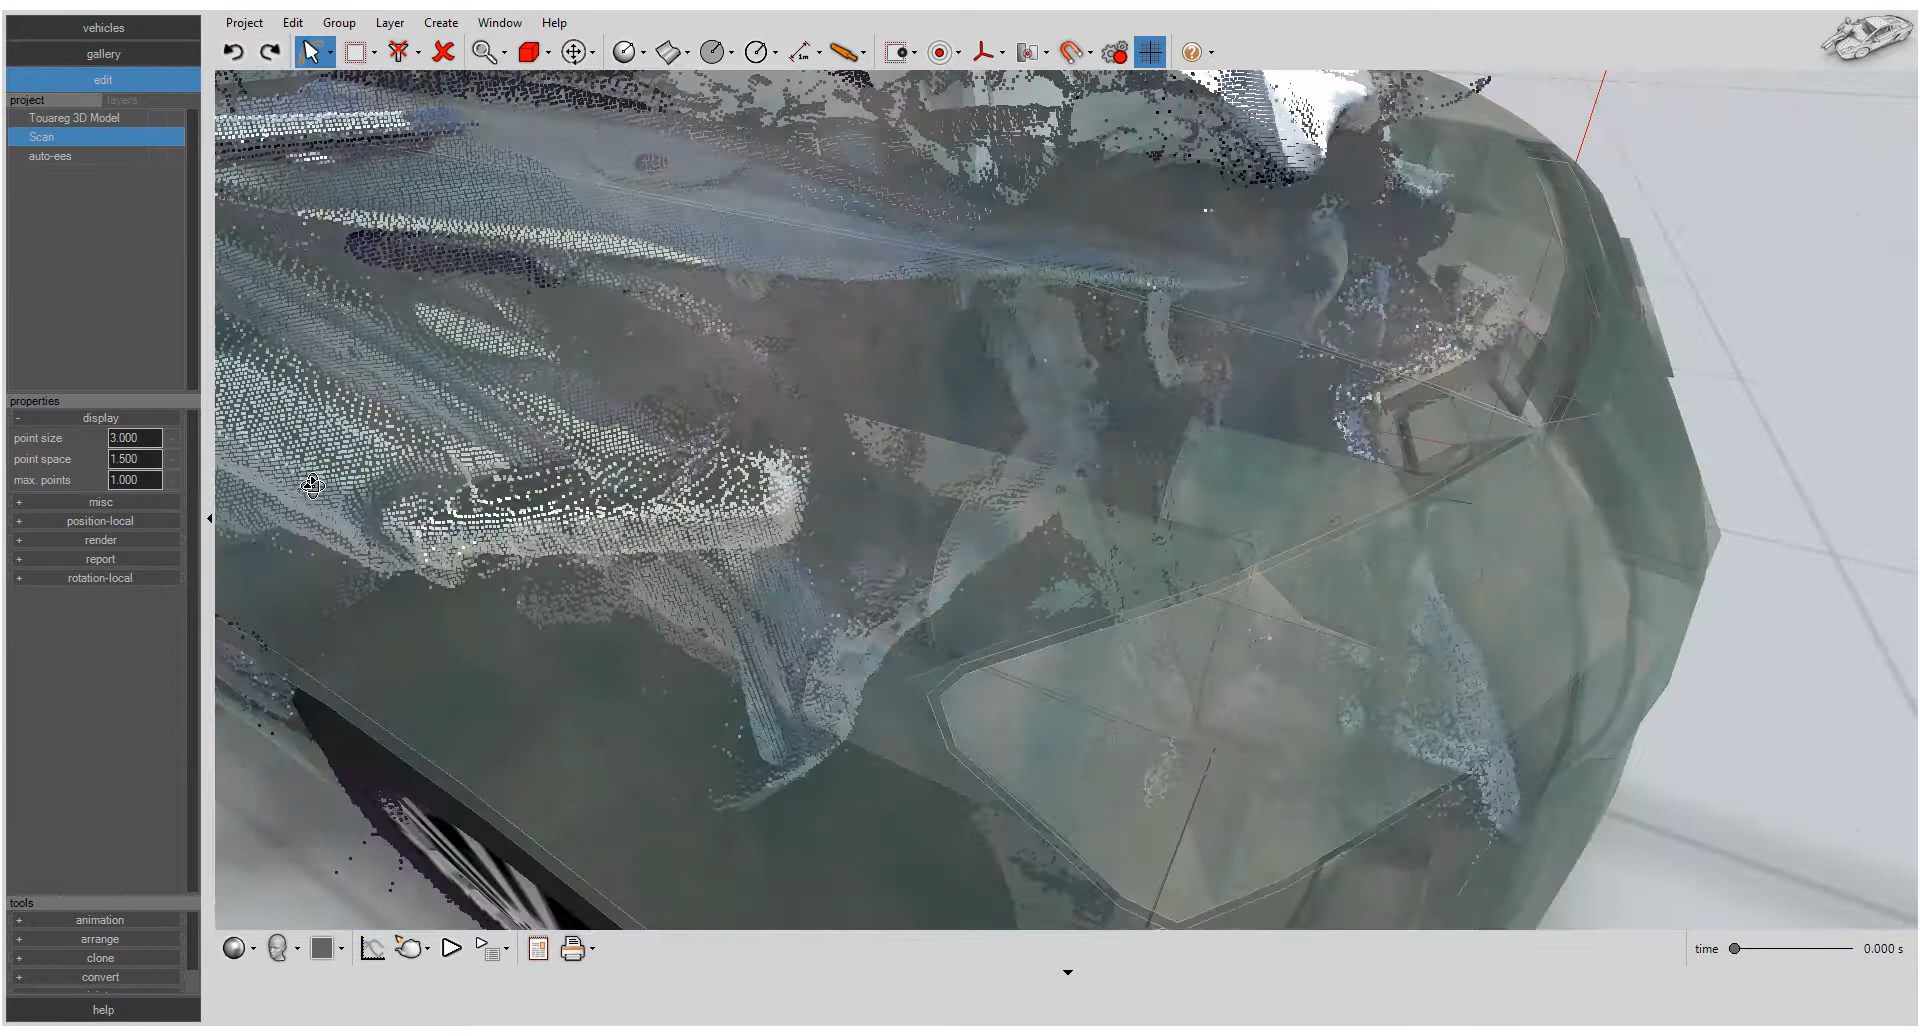 vehicles
gallery
edit
project layers
Touareg 3D Model
Scan
auto-ees
properties
- display
point size 3.000
point space 1.500
max. points 1.000
+ misc
+ position-local
+ render
+ report
+ rotation-local
tools
+ animation
+ arrange
+ clone
+ convert
help
Project Edit Group Layer Create Window Help
1m
time 0.000 s